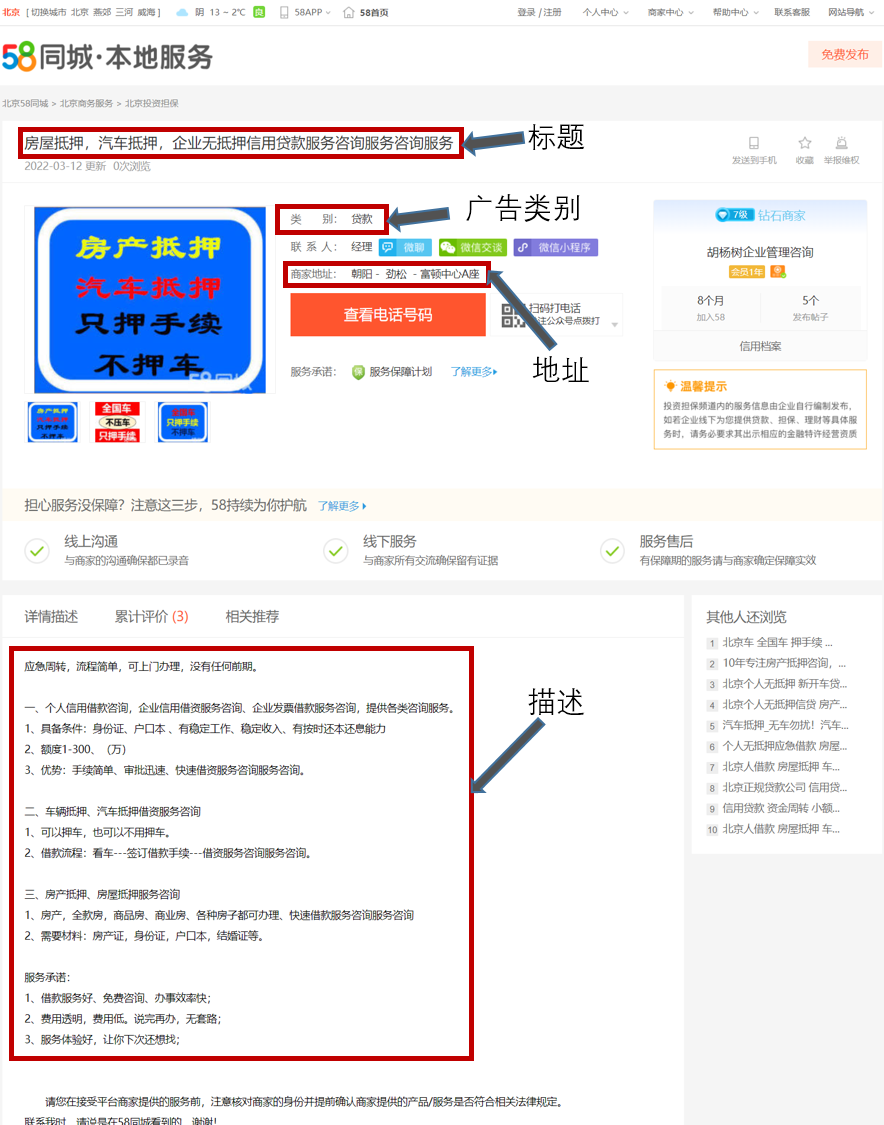 北京 [ 切换城市 北京 燕郊 三河 威海 ] 阴 13 ~ 2℃ 良 58APP 58首页 登录 / 注册 个人中心 商家中心 帮助中心 联系客服 网站导航
58同城·本地服务 免费发布
北京58同城 > 北京商务服务 > 北京投资担保
房屋抵押，汽车抵押，企业无抵押信用贷款服务咨询服务咨询服务 标题
2022-03-12 更新 0次浏览 发送到手机 收藏 举报维权
房产抵押
汽车抵押
只押手续
不押车
58同城
类 别： 贷款 广告类别
联 系 人： 经理 微聊 微信交谈 微信小程序
商家地址： 朝阳 - 劲松 - 富顿中心A座
查看电话号码 扫码打电话
注公众号点拨打
地址
服务承诺： 保 服务保障计划 了解更多
7级 钻石商家
胡杨树企业管理咨询
会员1年
8个月 5个
加入58 发布帖子
信用档案
温馨提示
投资担保频道内的服务信息由企业自行编制发布，
如若企业线下为您提供贷款、担保、理财等具体服
务时，请务必要求其出示相应的金融特许经营资质
房产抵押
汽车抵押
只押手续
不押车
全国车
不压车
只押手续
只押手续
不押车
担心服务没保障？注意这三步，58持续为你护航 了解更多
线上沟通 线下服务 服务售后
与商家的沟通确保都已录音 与商家所有交流确保留有证据 有保障期的服务请与商家确定保障实效
详情描述 累计评价 (3) 相关推荐
应急周转，流程简单，可上门办理，没有任何前期。
一、个人信用借款咨询，企业信用借资服务咨询、企业发票借款服务咨询，提供各类咨询服务。
1、具备条件：身份证、户口本 、有稳定工作、稳定收入、有按时还本还息能力
2、额度1-300、（万）
3、优势：手续简单、审批迅速、快速借资服务咨询服务咨询。
二、车辆抵押、汽车抵押借资服务咨询
1、可以押车，也可以不用押车。
2、借款流程：看车---签订借款手续---借资服务咨询服务咨询。
三、房产抵押、房屋抵押服务咨询
1、房产，全款房，商品房、商业房、各种房子都可办理、快速借款服务咨询服务咨询
2、需要材料：房产证，身份证，户口本，结婚证等。
服务承诺：
1、借款服务好、免费咨询、办事效率快；
2、费用透明，费用低。说完再办，无套路；
3、服务体验好，让你下次还想找；
描述
其他人还浏览
1 北京车 全国车 押手续 ...
2 10年专注房产抵押咨询，...
3 北京个人无抵押 新开车贷...
4 北京个人无抵押信贷 房产...
5 汽车抵押_无车勿扰！汽车...
6 个人无抵押应急借款 房屋...
7 北京人借款 房屋抵押 车...
8 北京正规贷款公司 信用贷...
9 信用贷款 资金周转 小额...
10 北京人借款 房屋抵押 车...
请您在接受平台商家提供的服务前，注意核对商家的身份并提前确认商家提供的产品/服务是否符合相关法律规定。
联系我时，请说是在58同城看到的，谢谢！